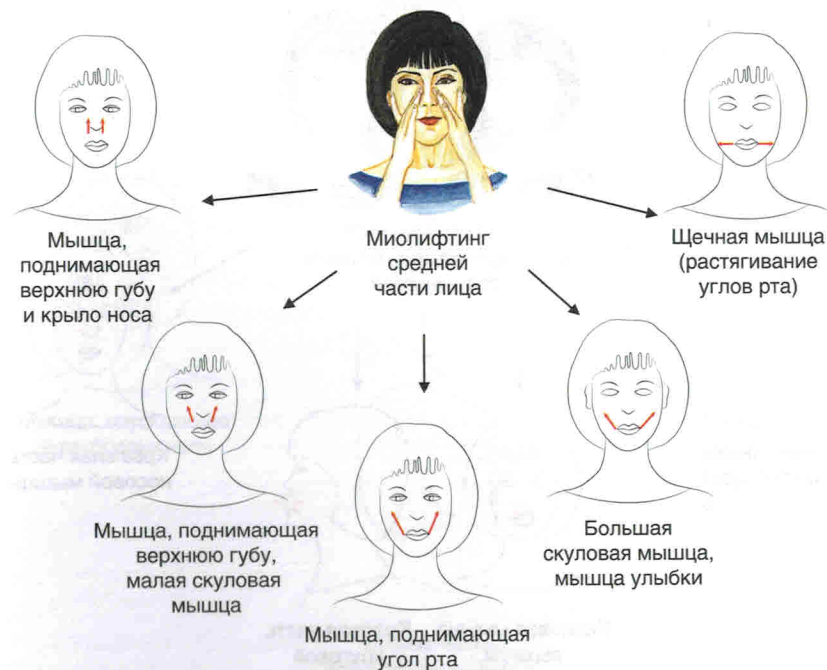 Мышца,
поднимающая
верхнюю губу
и крыло носа
Миолифтинг
средней
части лица
Щечная мышца
(растягивание
углов рта)
Мышца, поднимающая
верхнюю губу,
малая скуловая
мышца
Мышца, поднимающая
угол рта
Большая
скуловая мышца,
мышца улыбки